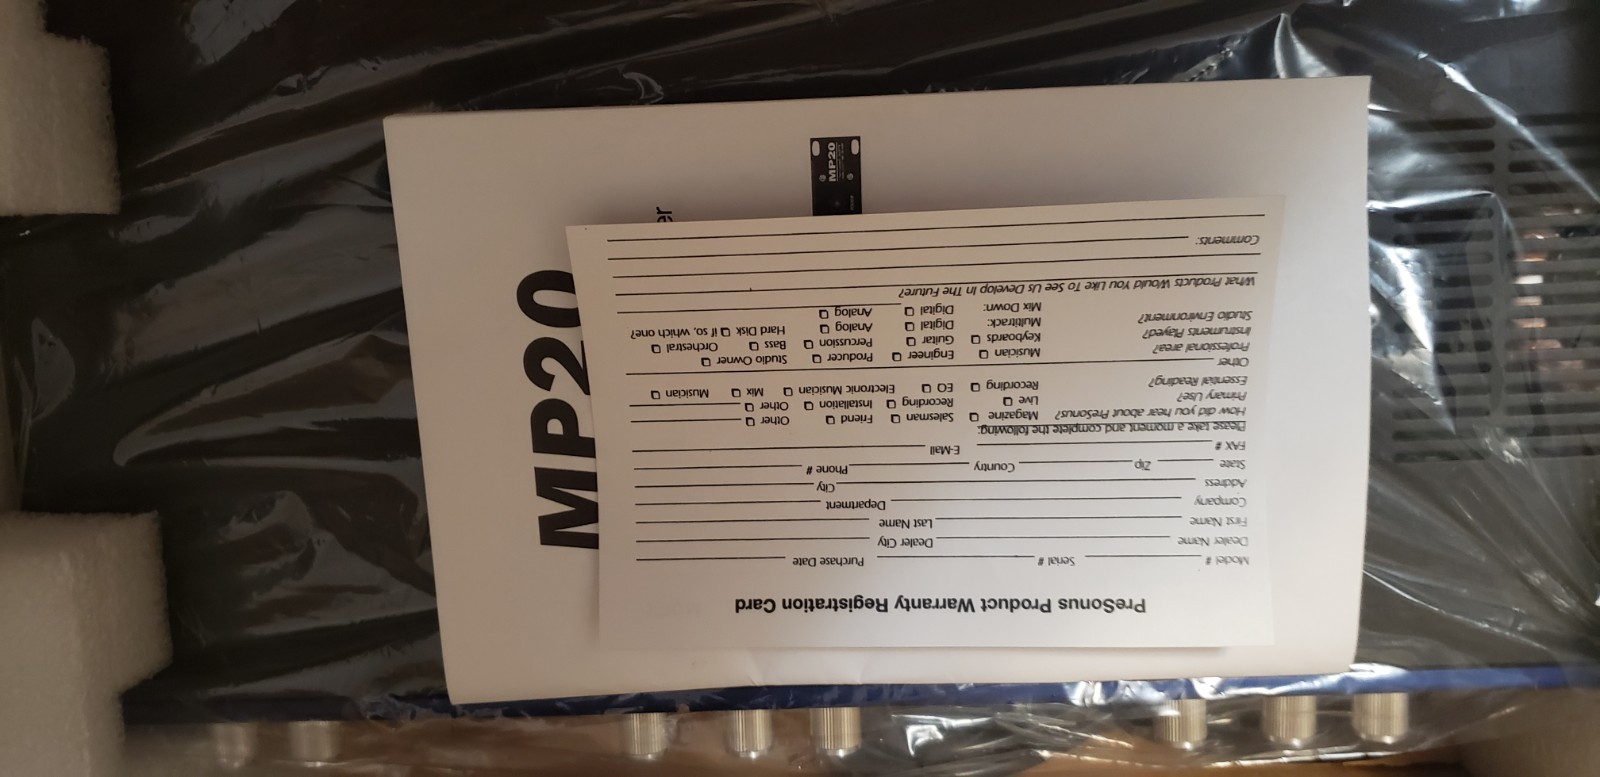 MP20
er
MP20
PreSonus Product Warranty Registration Card
Model # Serial # Purchase Date
Dealer Name Dealer City
First Name Last Name
Company Department
Address City
State Zip Country Phone #
FAX # E-Mail
Please take a moment and complete the following:
How did you hear about PreSonus? Magazine Salesman Friend Other
Primary Use? Live Recording Installation Other
Essential Reading? Recording EQ Electronic Musician Mix Musician
Other
Professional area? Musician Engineer Producer Studio Owner
Instruments Played? Keyboards Guitar Percussion Bass Orchestral
Studio Environment? Multitrack: Digital Analog Hard Disk if so, which one?
Mix Down: Digital Analog
What Products Would You Like To See Us Develop In The Future?
Comments: